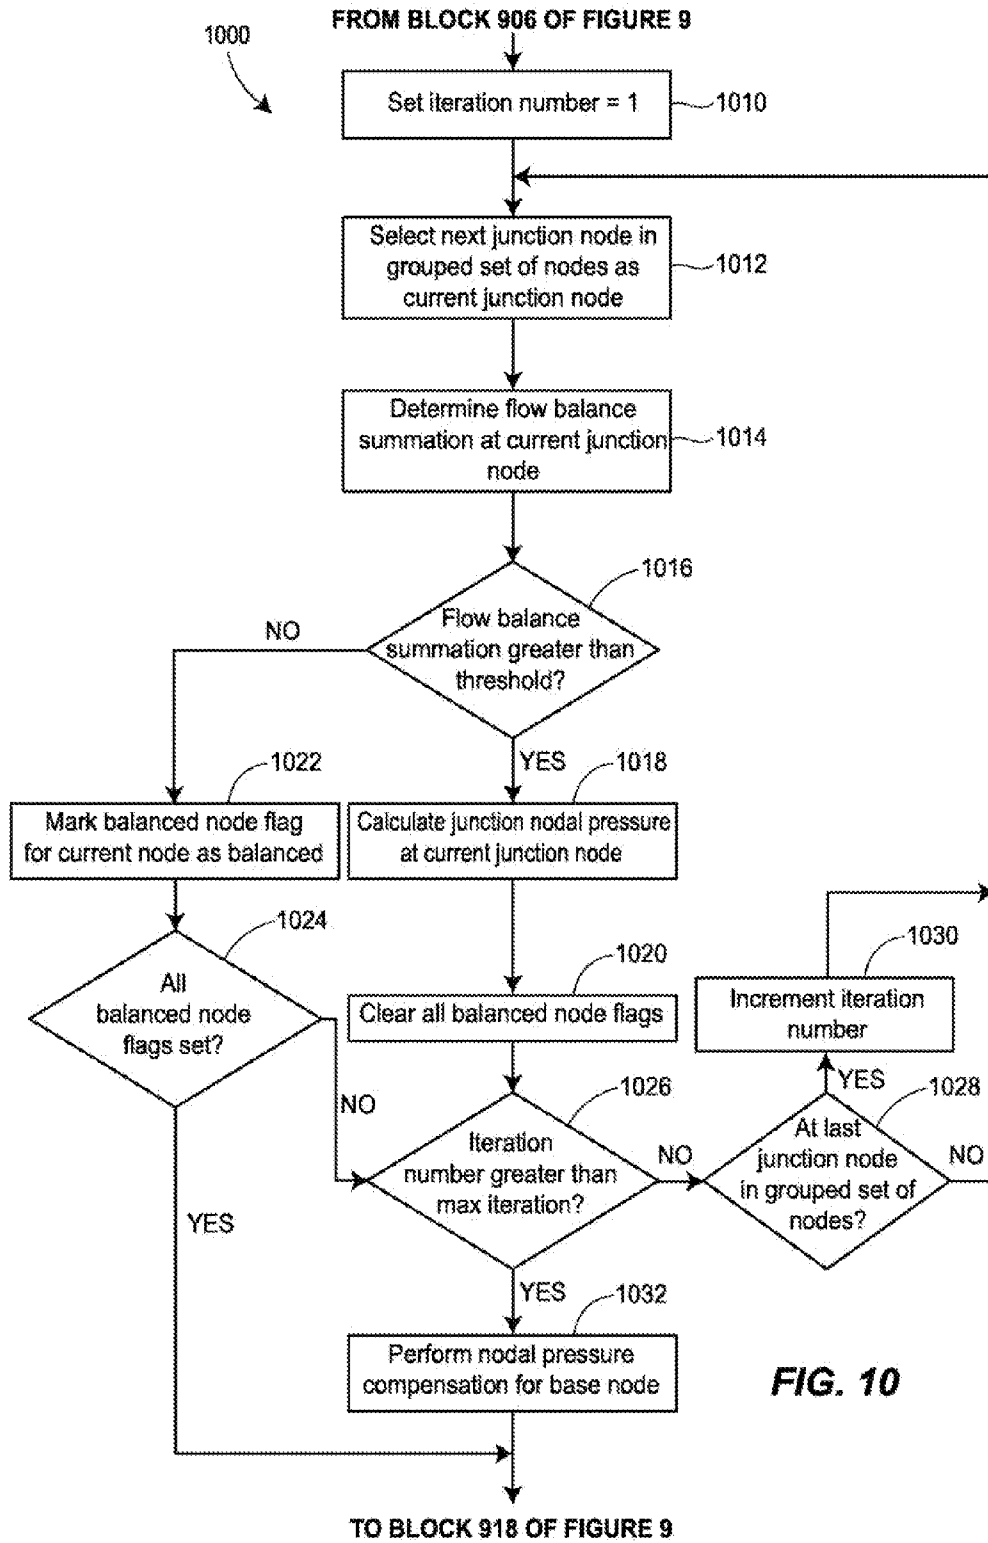 FROM BLOCK 906 OF FIGURE 9
1000
Set iteration number = 1
1010
Select next junction node in
grouped set of nodes as
current junction node
1012
Determine flow balance
summation at current junction
node
1014
1016
Flow balance
summation greater than
threshold?
NO
YES
1022
Mark balanced node flag
for current node as balanced
1018
Calculate junction nodal pressure
at current junction node
1024
All
balanced node
flags set?
NO
YES
1020
Clear all balanced node flags
1030
Increment iteration
number
YES
1026
Iteration
number greater than
max iteration?
NO
1028
At last
junction node
in grouped set of
nodes?
NO
YES
1032
Perform nodal pressure
compensation for base node
FIG. 10
TO BLOCK 918 OF FIGURE 9